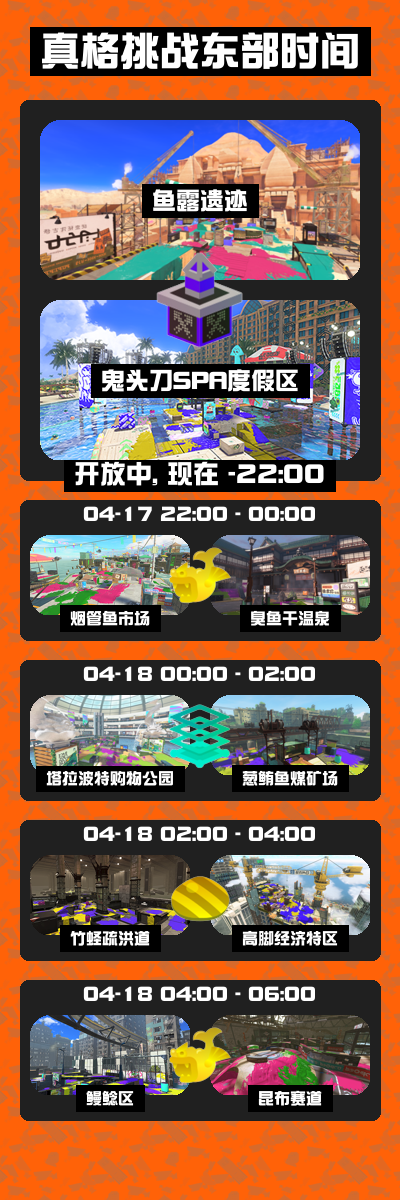 真格挑战东部时间
鱼露遗迹
鬼头刀SPA度假区
开放中, 现在 -22:00
04-17 22:00 - 00:00
烟管鱼市场
臭鱼干温泉
04-18 00:00 - 02:00
塔拉波特购物公园
葱鲔鱼煤矿场
04-18 02:00 - 04:00
竹蛏疏洪道
高脚经济特区
04-18 04:00 - 06:00
鳗鲶区
昆布赛道